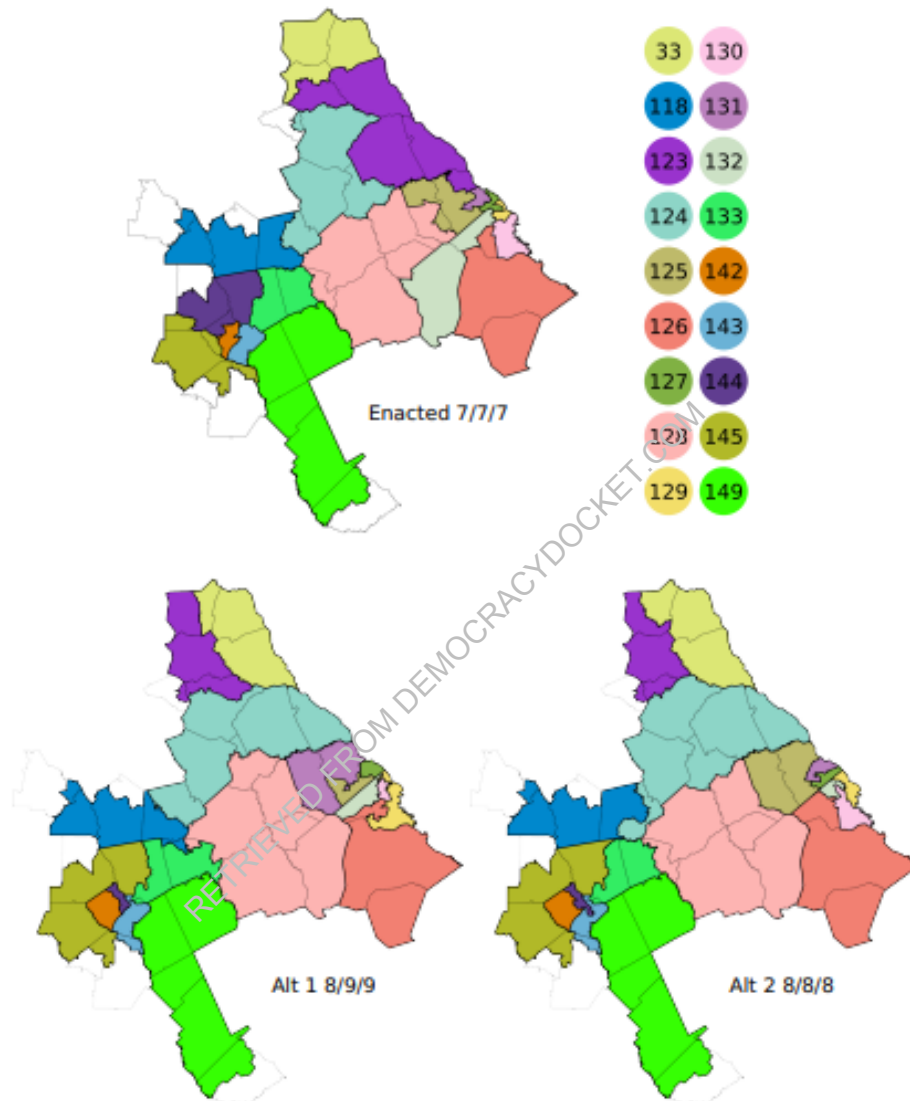 33 130
118 131
123 132
124 133
125 142
126 143
127 144
128 145
129 149
Enacted 7/7/7
RETRIEVED FROM DEMOCRACYDOCKET.COM
Alt 1 8/9/9
Alt 2 8/8/8